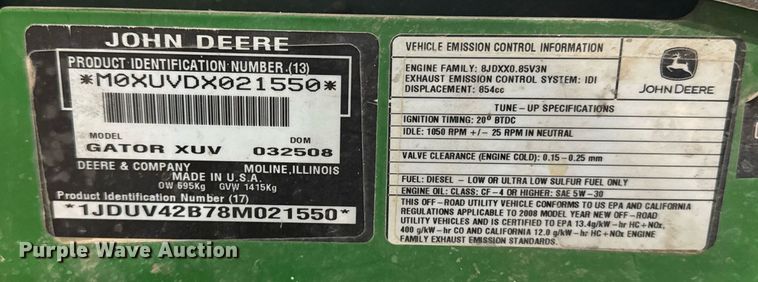 JOHN DEERE
PRODUCT IDENTIFICATION NUMBER (13)
*M0XUVDX021550*
MODEL DOM
GATOR XUV 032508
DEERE & COMPANY MOLINE, ILLINOIS
MADE IN U.S.A.
OW 695Kg GVW 1415Kg
Product Identification Number (17)
*1JDUV42B78M021550*
VEHICLE EMISSION CONTROL INFORMATION
ENGINE FAMILY: 8JDXX0.85V3N
EXHAUST EMISSION CONTROL SYSTEM: IDI
DISPLACEMENT: 854cc
JOHN DEERE
TUNE-UP SPECIFICATIONS
IGNITION TIMING: 20º BTDC
IDLE: 1050 RPM +/- 25 RPM IN NEUTRAL
VALVE CLEARANCE (ENGINE COLD): 0.15-0.25 mm
FUEL: DIESEL - LOW OR ULTRA LOW SULFUR FUEL ONLY
ENGINE OIL: CLASS: CF-4 OR HIGHER: SAE 5W-30
THIS OFF-ROAD UTILITY VEHICLE CONFORMS TO US EPA AND CALIFORNIA
REGULATIONS APPLICABLE TO 2008 MODEL YEAR NEW OFF-ROAD
UTILITY VEHICLES AND IS CERTIFIED TO EPA 13.4g/kW-hr HC+NOx,
400 g/kW-hr CO AND CALIFORNIA 12.0 g/kW-hr HC+NOx ENGINE
FAMILY EXHAUST EMISSION STANDARDS.
Purple Wave Auction